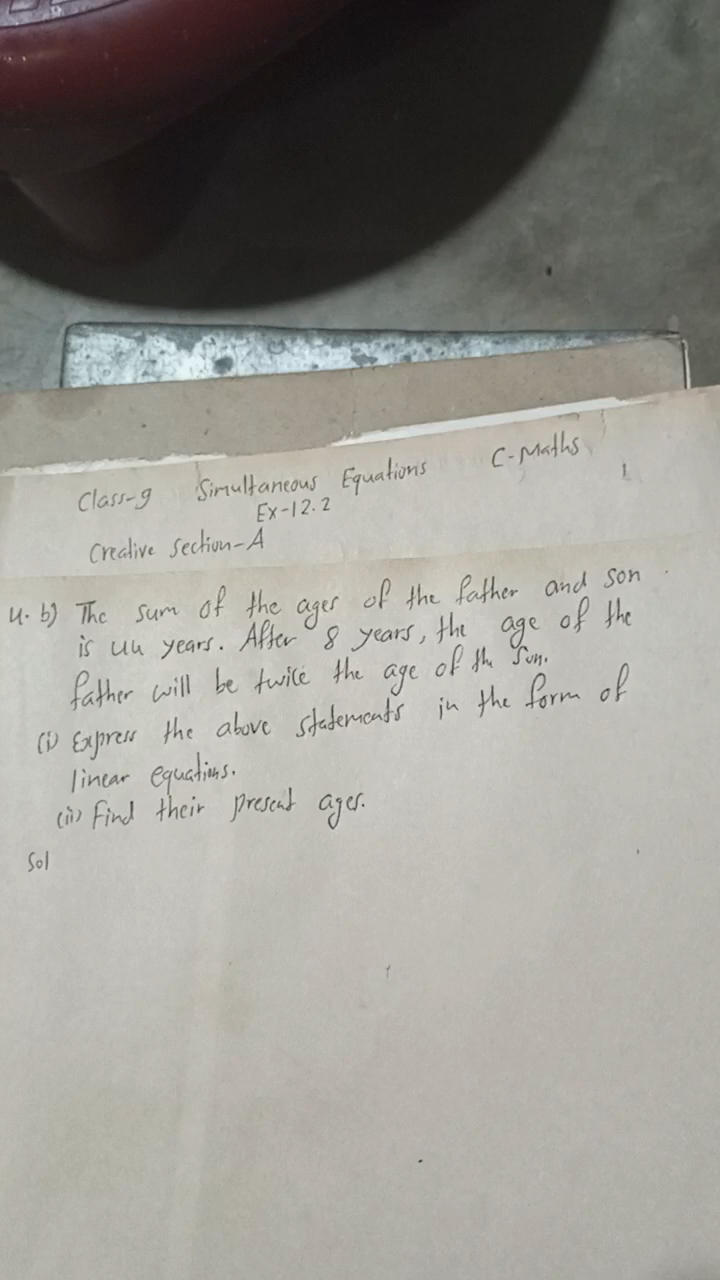 Class-9 Simultaneous Equations C-Maths
Ex-12.2
Creative Section-A
4. b) The sum of the ages of the father and son
is 44 years. After 8 years, the age of the
father will be twice the age of the son.
(i) Express the above statements in the form of
linear equations.
(ii) Find their present ages.
Sol